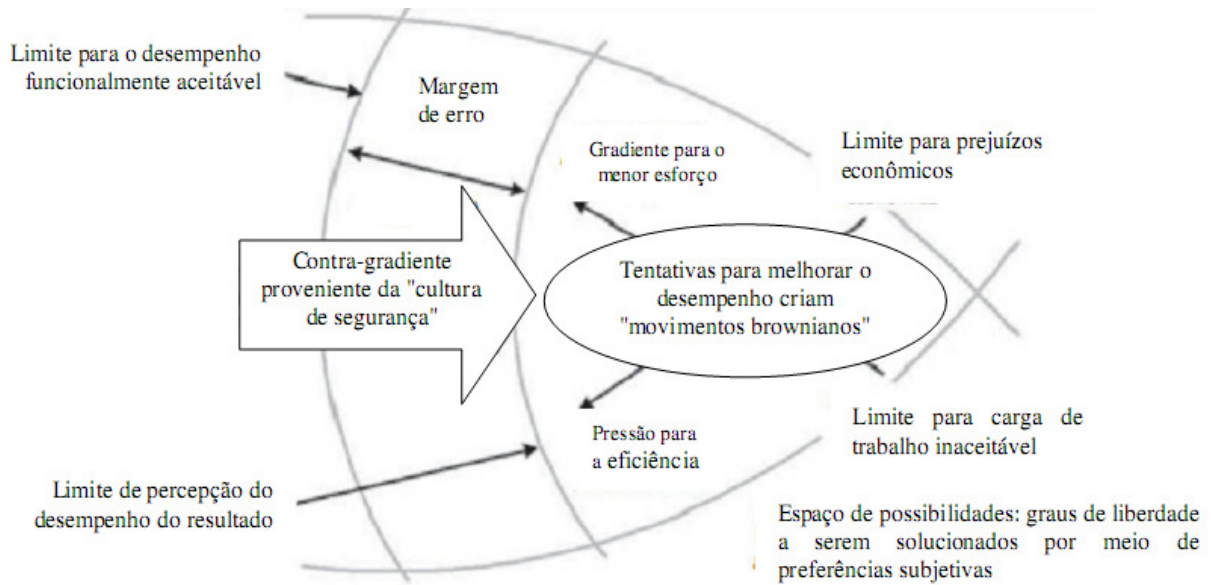 Limite para o desempenho
funcionalmente aceitável
Margem
de erro
Gradiente para o
menor esforço
Limite para prejuízos
econômicos
Contra-gradiente
proveniente da "cultura
de segurança"
Tentativas para melhorar o
desempenho criam
"movimentos brownianos"
Pressão para
a eficiência
Limite para carga de
trabalho inaceitável
Limite de percepção do
desempenho do resultado
Espaço de possibilidades: graus de liberdade
a serem solucionados por meio de
preferências subjetivas